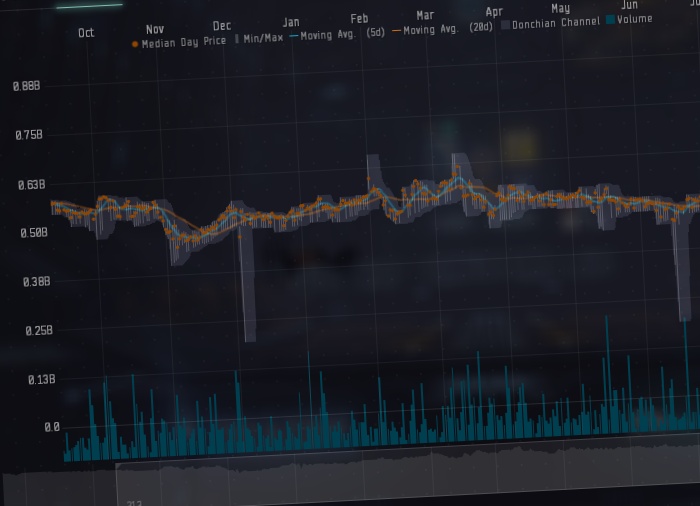 Oct Nov Dec Jan Feb Mar Apr May Jun
Median Day Price Min/Max Moving Avg. (5d) Moving Avg. (20d) Donchian Channel Volume
0.88B
0.75B
0.63B
0.50B
0.38B
0.25B
0.13B
0.0